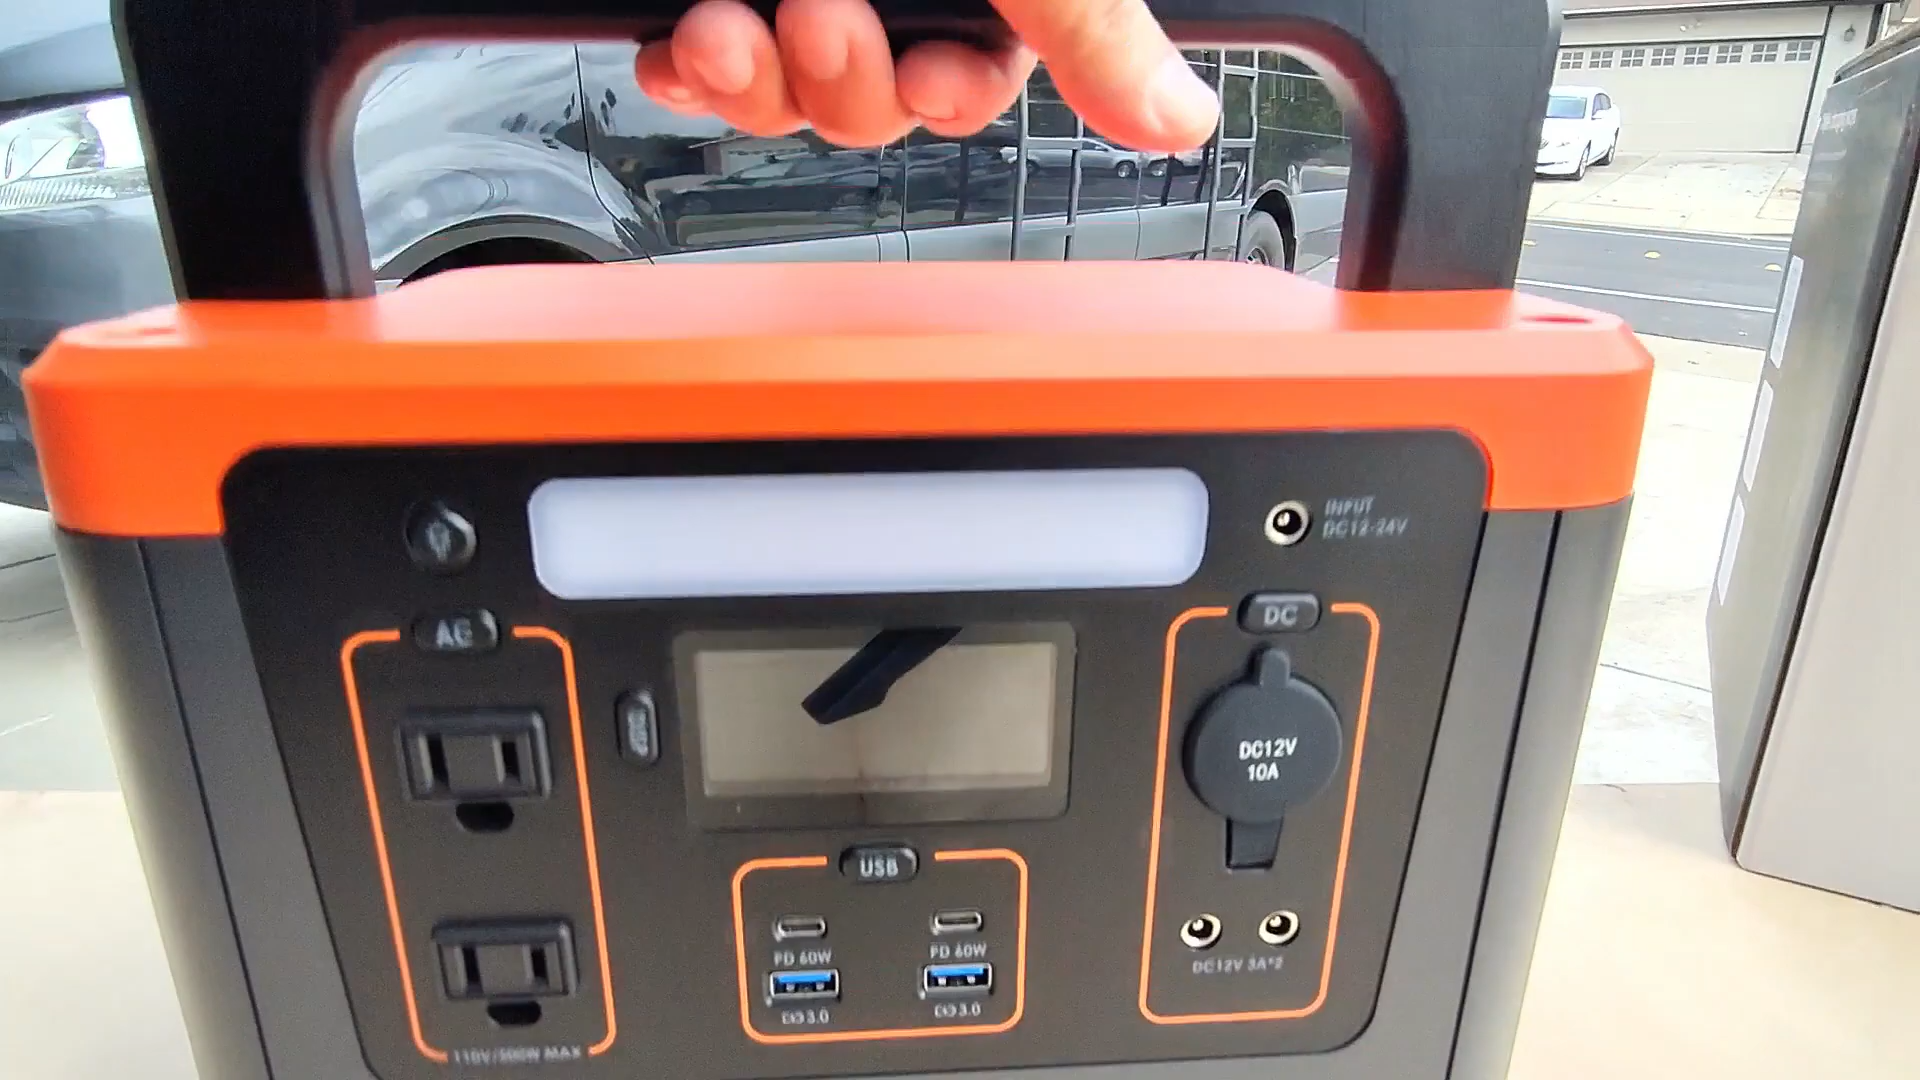 INPUT
DC12-24V
AC
DC
DC12V
10A
USB
PD 60W
PD 60W
3.0
3.0
DC12V 3A*2
110V/500W MAX